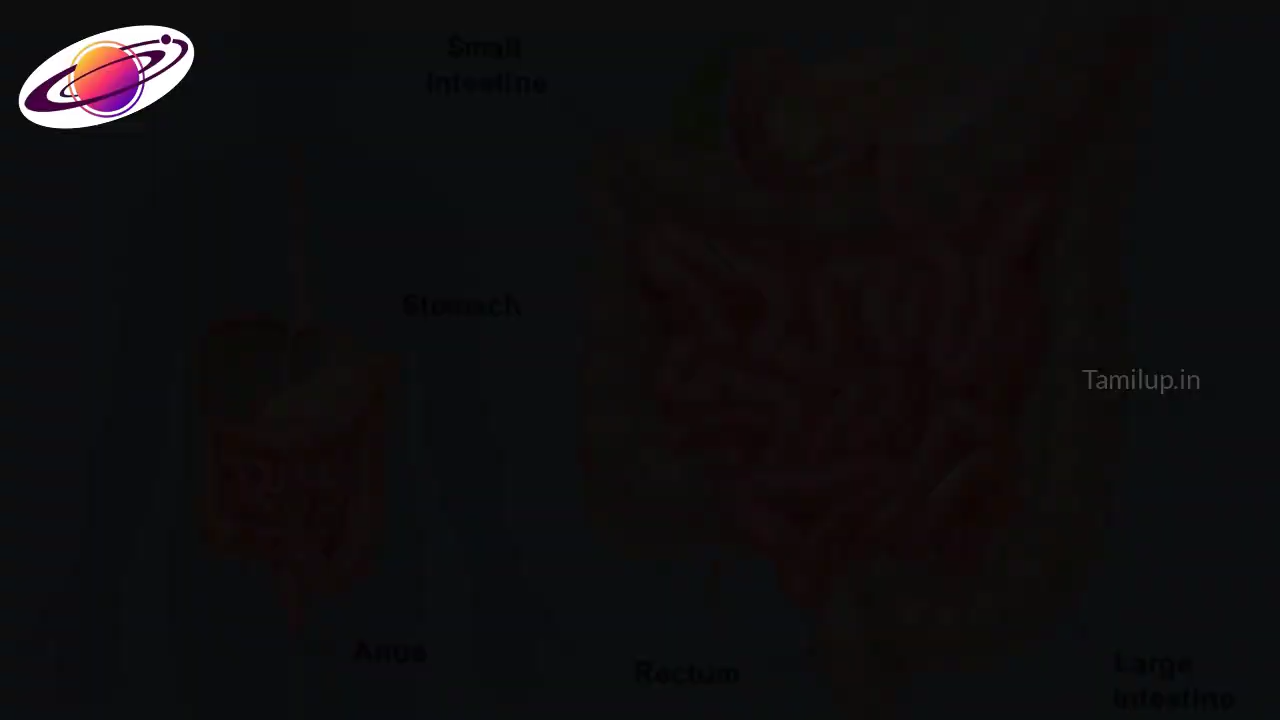 Small
Intestine
Stomach
Tamilup.in
Anus
Rectum
Large
Intestine